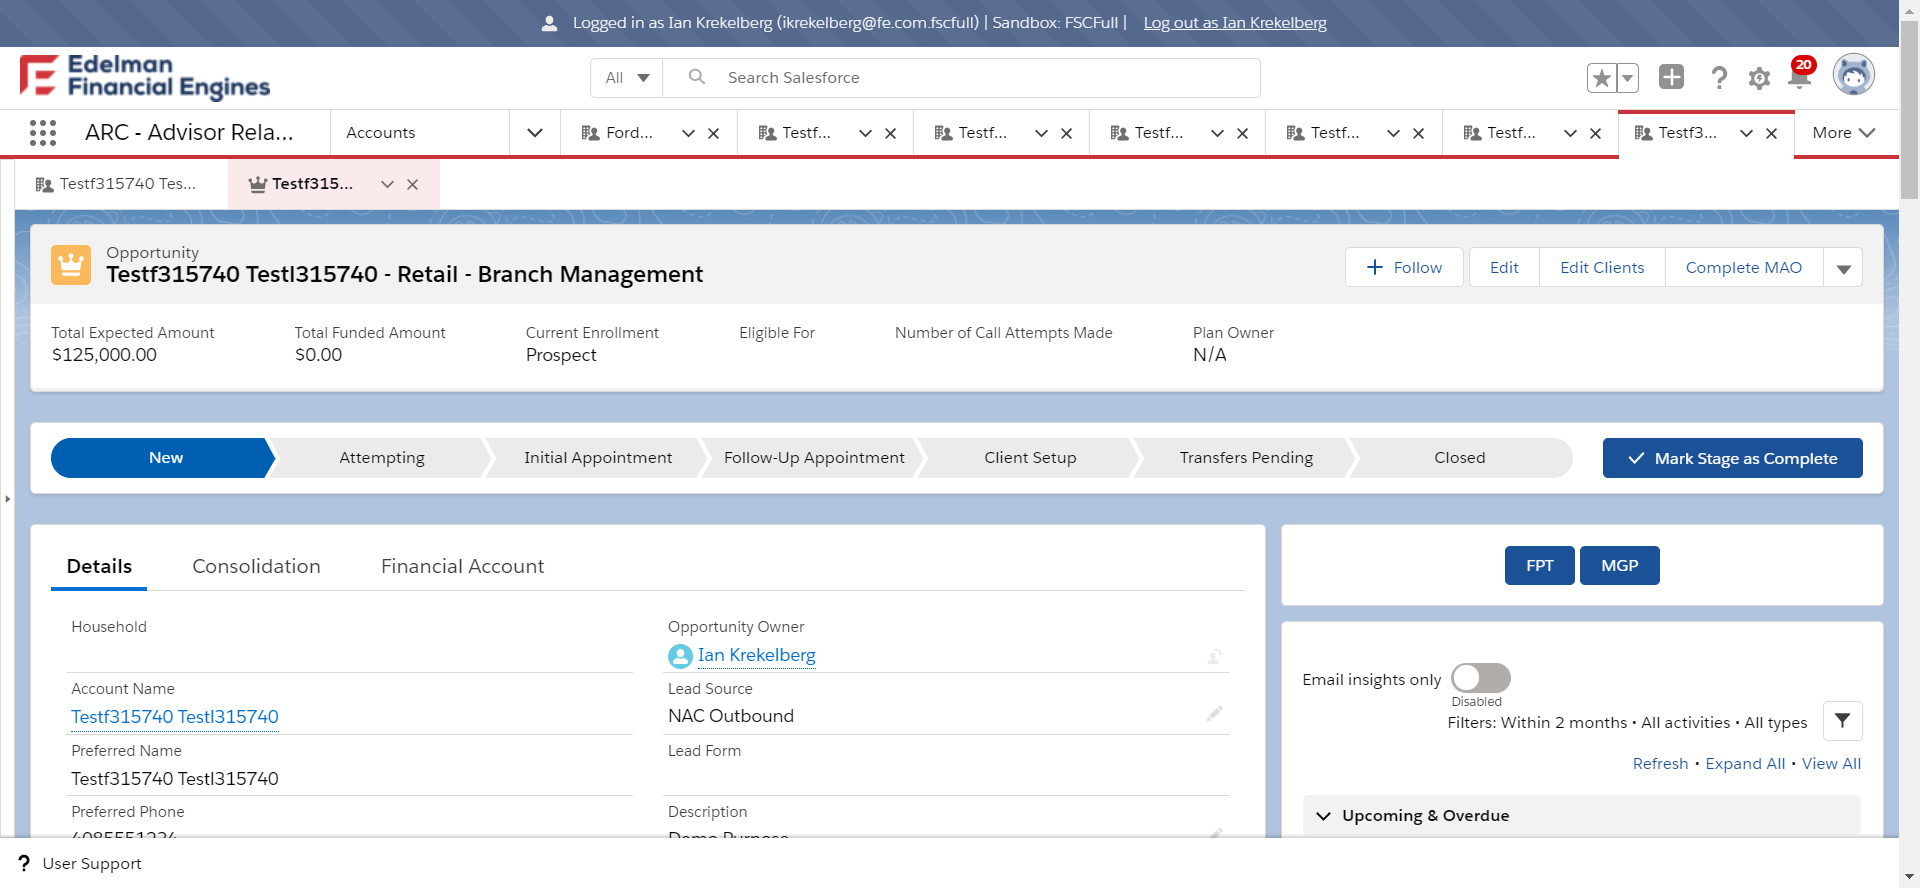 Logged in as Ian Krekelberg (ikrekelberg@fe.com.fscfull) | Sandbox: FSCFull | Log out as Ian Krekelberg
Edelman
Financial Engines
All
Search Salesforce
20
ARC - Advisor Rela...
Accounts
Ford...
Testf...
Testf...
Testf...
Testf...
Testf...
Testf3...
More
Testf315740 Tes...
Testf315...
Opportunity
Testf315740 Testl315740 - Retail - Branch Management
Follow
Edit
Edit Clients
Complete MAO
Total Expected Amount
$125,000.00
Total Funded Amount
$0.00
Current Enrollment
Prospect
Eligible For
Number of Call Attempts Made
Plan Owner
N/A
New
Attempting
Initial Appointment
Follow-Up Appointment
Client Setup
Transfers Pending
Closed
Mark Stage as Complete
Details
Consolidation
Financial Account
FPT
MGP
Household
Opportunity Owner
Ian Krekelberg
Account Name
Testf315740 Testl315740
Lead Source
NAC Outbound
Preferred Name
Testf315740 Testl315740
Lead Form
Preferred Phone
4085551234
Description
Demo Purpose
Email insights only
Disabled
Filters: Within 2 months • All activities • All types
Refresh • Expand All • View All
Upcoming & Overdue
? User Support